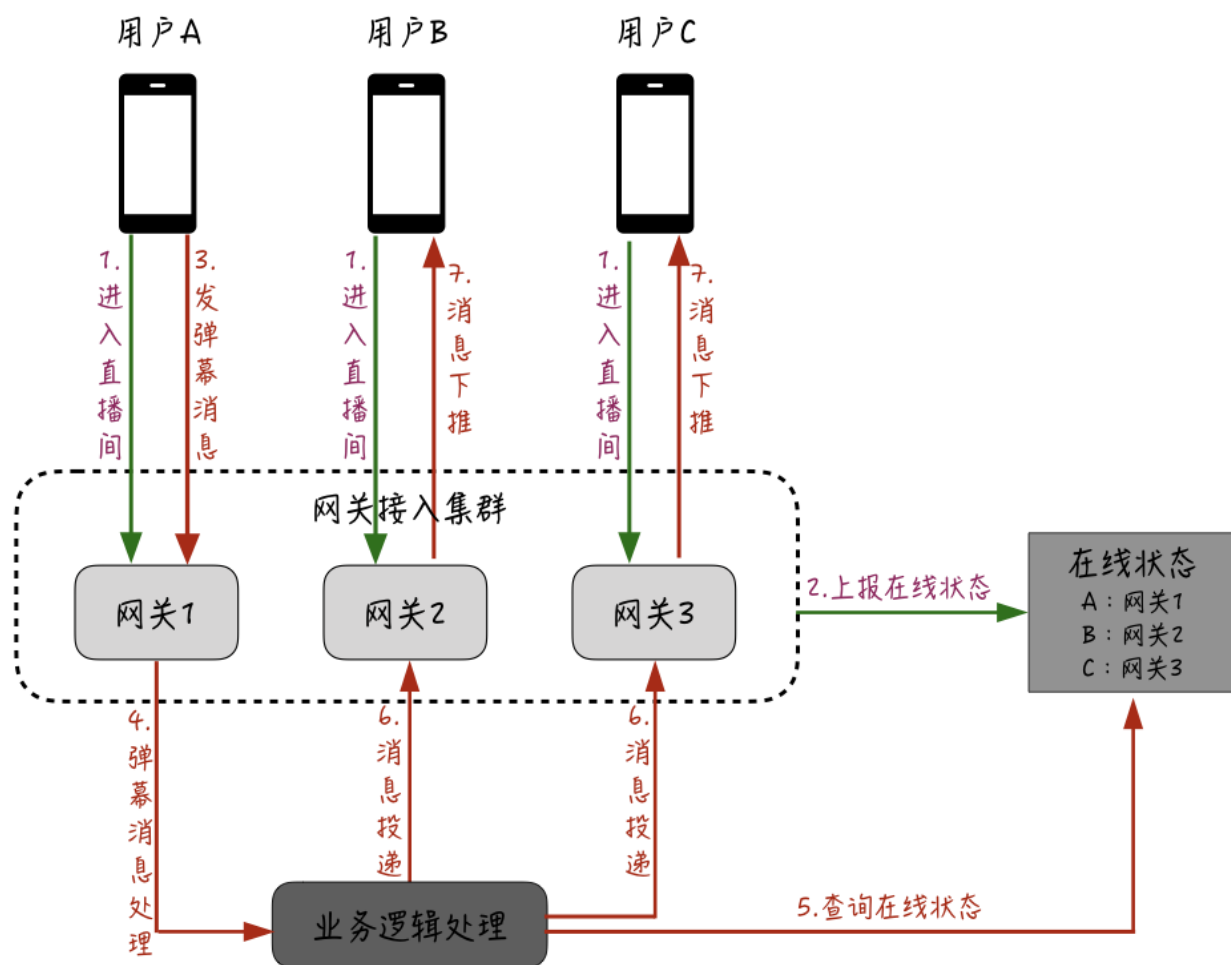 用户A
用户B
用户C
1.进入直播间
3.发弹幕消息
1.进入直播间
7.消息下推
1.进入直播间
7.消息下推
网关接入集群
网关1
网关2
网关3
2.上报在线状态
在线状态
A：网关1
B：网关2
C：网关3
4.弹幕消息处理
6.消息投递
6.消息投递
业务逻辑处理
5.查询在线状态